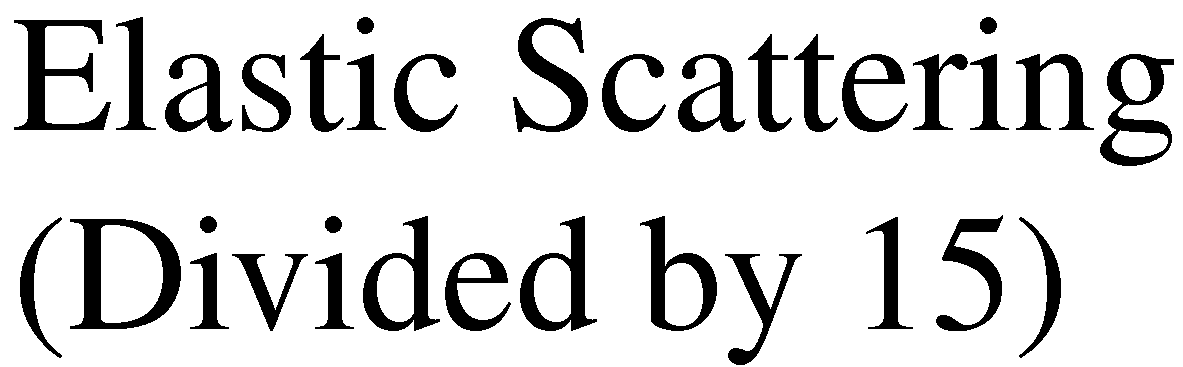 Elastic Scattering
(Divided by 15)